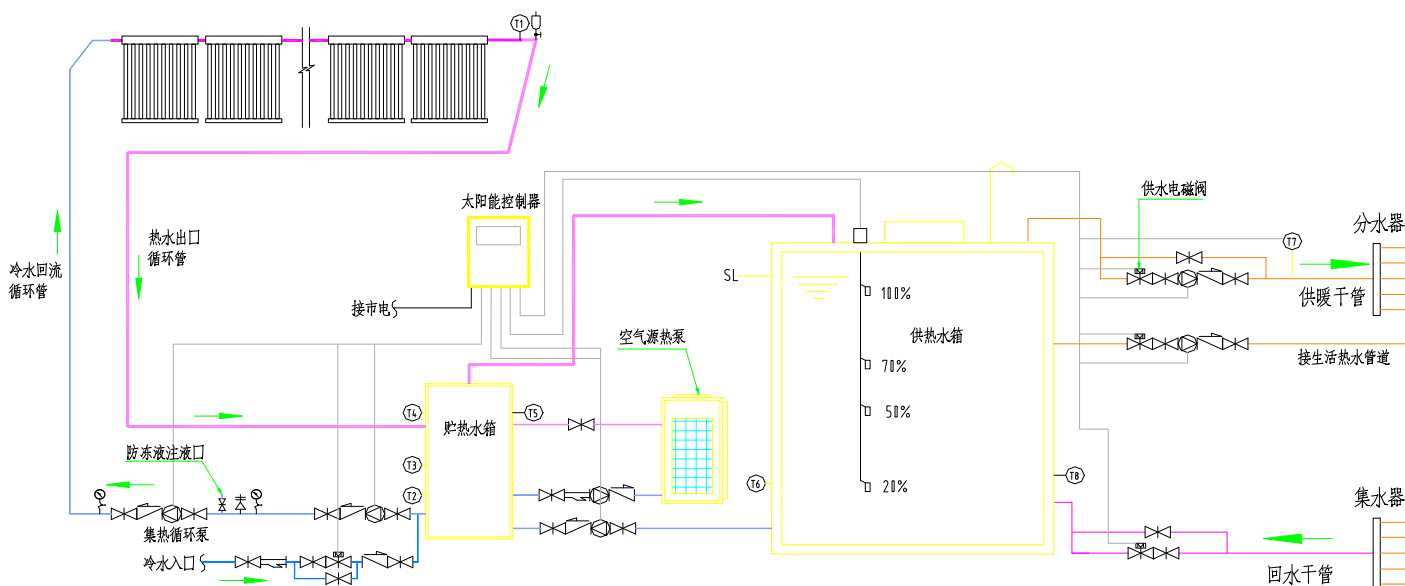 T1
太阳能控制器
供水电磁阀
分水器
热水出口
循环管
T7
冷水回流
循环管
SL
100%
供暖干管
接市电
空气源热泵
供热水箱
接生活热水管道
70%
T4
T5
50%
贮热水箱
防冻液注液口
T3
T6
T8
20%
T2
集水器
集热循环泵
冷水入口
回水干管